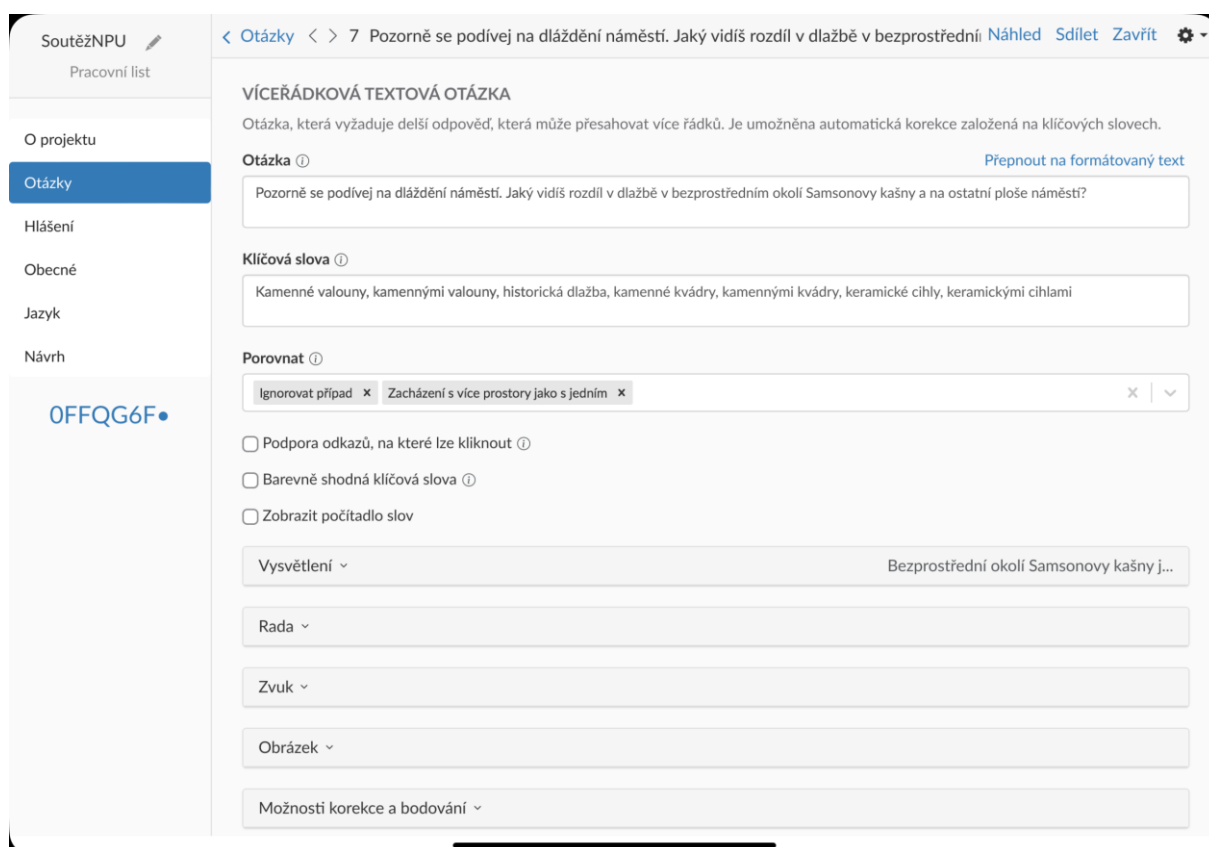 SoutěžNPU
Pracovní list
O projektu
Otázky
Hlášení
Obecné
Jazyk
Návrh
0FFQG6F
Otázky 7 Pozorně se podívej na dláždění náměstí. Jaký vidíš rozdíl v dlažbě v bezprostřední Náhled Sdílet Zavřít
VÍCEŘÁDKOVÁ TEXTOVÁ OTÁZKA
Otázka, která vyžaduje delší odpověď, která může přesahovat více řádků. Je umožněna automatická korekce založená na klíčových slovech.
Otázka Přepnout na formátovaný text
Pozorně se podívej na dláždění náměstí. Jaký vidíš rozdíl v dlažbě v bezprostředním okolí Samsonovy kašny a na ostatní ploše náměstí?
Klíčová slova
Kamenné valouny, kamennými valouny, historická dlažba, kamenné kvádry, kamennými kvádry, keramické cihly, keramickými cihlami
Porovnat
Ignorovat případ x Zacházení s více prostory jako s jedním x
Podpora odkazů, na které lze kliknout
Barevně shodná klíčová slova
Zobrazit počítadlo slov
Vysvětlení Bezprostřední okolí Samsonovy kašny j...
Rada
Zvuk
Obrázek
Možnosti korekce a bodování